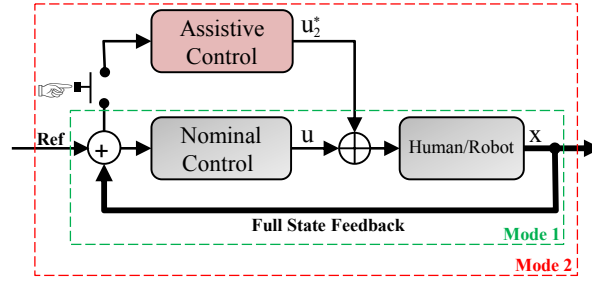 Assistive
Control
u₂*
Ref
+
Nominal
Control
u
Human/Robot
x
Full State Feedback
Mode 1
Mode 2